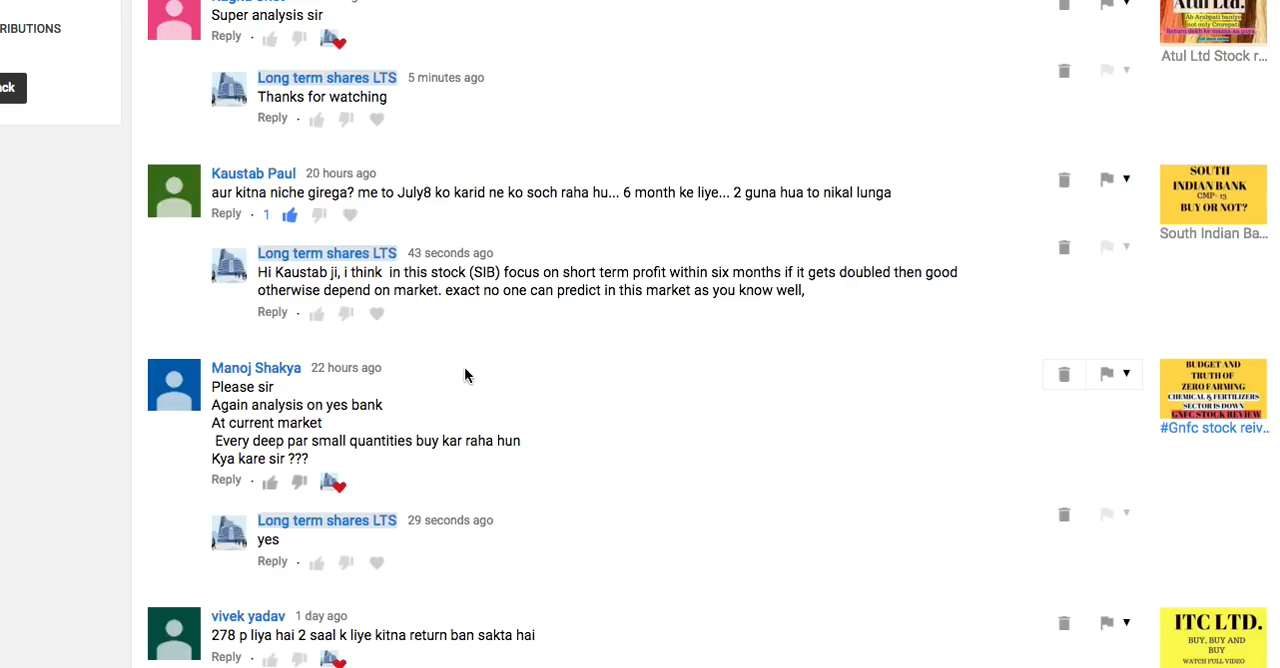 Atul Ltd.
Ab Arabpati baniye
not only Crorepati
RIBUTIONS
Super analysis sir
Reply
Atul Ltd Stock r...
Long term shares LTS 5 minutes ago
ck
Thanks for watching
Reply
Kaustab Paul 20 hours ago
aur kitna niche girega? me to July8 ko karid ne ko soch raha hu... 6 month ke liye... 2 guna hua to nikal lunga
Reply 1
SOUTH
INDIAN BANK
CMP- 13
BUY OR NOT?
South Indian Ba...
Long term shares LTS 43 seconds ago
Hi Kaustab ji, i think in this stock (SIB) focus on short term profit within six months if it gets doubled then good
otherwise depend on market. exact no one can predict in this market as you know well,
Reply
Manoj Shakya 22 hours ago
Please sir
Again analysis on yes bank
At current market
Every deep par small quantities buy kar raha hun
Kya kare sir ???
Reply
BUDGET AND
TRUTH OF
ZERO FARMING
CHEMICAL & FERTILIZERS
SECTOR IS DOWN
GNFC STOCK REVIEW
#Gnfc stock reiv...
Long term shares LTS 29 seconds ago
yes
Reply
vivek yadav 1 day ago
278 p liya hai 2 saal k liye kitna return ban sakta hai
Reply
ITC LTD.
BUY, BUY AND
BUY
WATCH FULL VIDEO